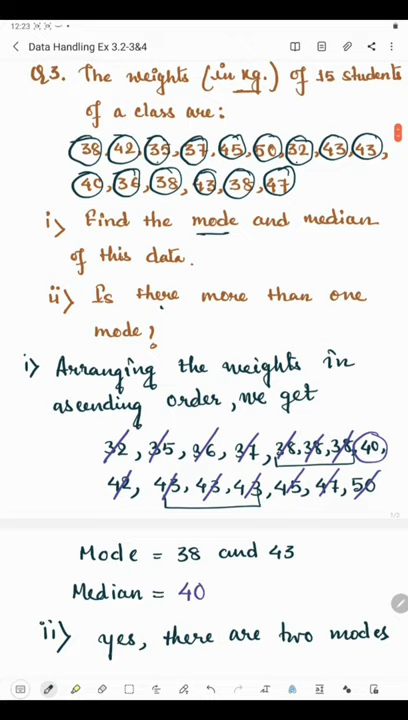 12.23
Data Handling Ex 3.2-3&4
Q3. The weights (in kg.) of 15 students
of a class are:
38, 42, 35, 37, 45, 50, 32, 43, 43,
40, 36, 38, 43, 38, 47
i) Find the mode and median
of this data.
ii) Is there more than one
mode?
i) Arranging the weights in
ascending order, we get
32, 35, 36, 37, 38, 38, 38, 40,
42, 43, 43, 43, 45, 47, 50
Mode = 38 and 43
Median = 40
ii) yes, there are two modes